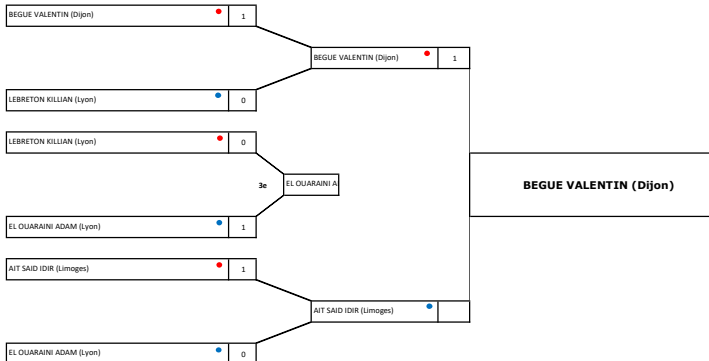 BEGUE VALENTIN (Dijon) 1
BEGUE VALENTIN (Dijon) 1
LEBRETON KILLIAN (Lyon) 0
LEBRETON KILLIAN (Lyon) 0
3e EL OUARAINI A
BEGUE VALENTIN (Dijon)
EL OUARAINI ADAM (Lyon) 1
AIT SAID IDIR (Limoges) 1
AIT SAID IDIR (Limoges)
EL OUARAINI ADAM (Lyon) 0